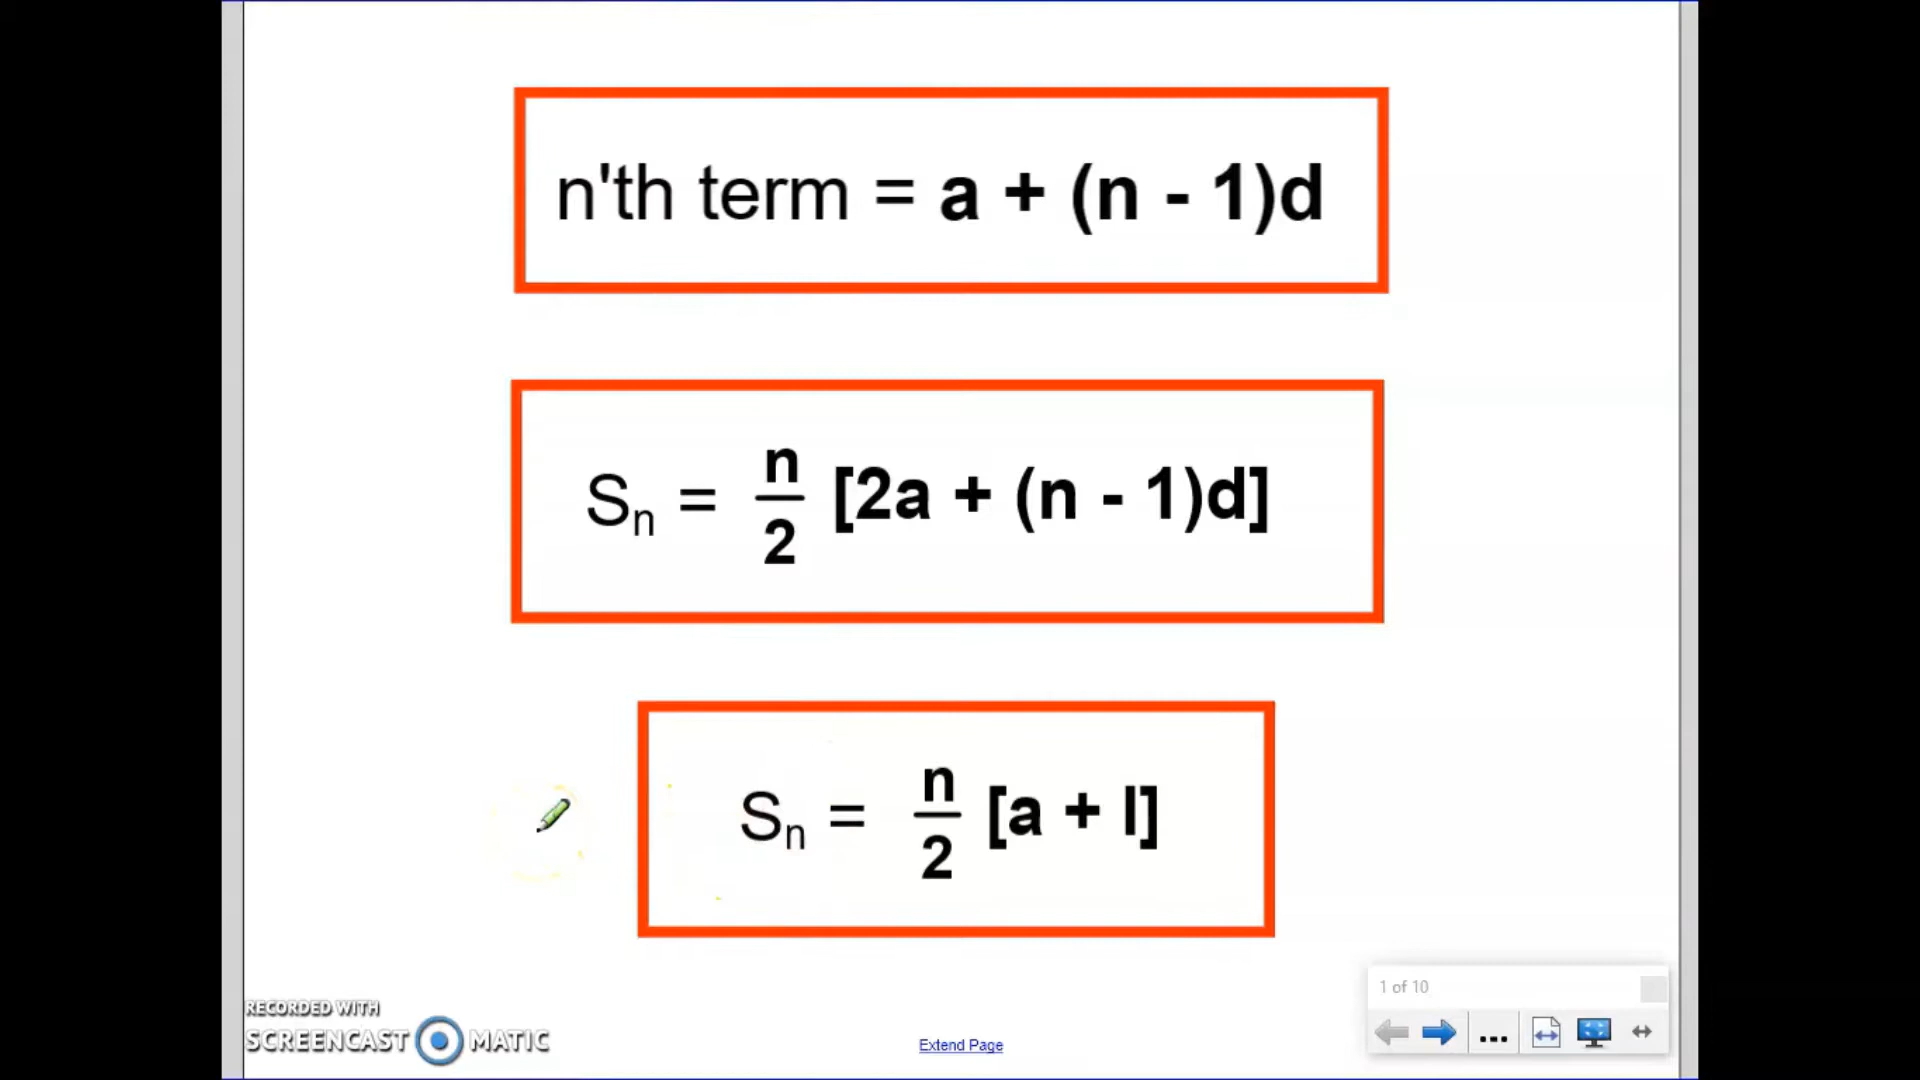 n'th term = a + (n - 1)d
Sn = n/2 [2a + (n - 1)d]
Sn = n/2 [a + l]
RECORDED WITH
SCREENCAST MATIC
Extend Page
1 of 10
...